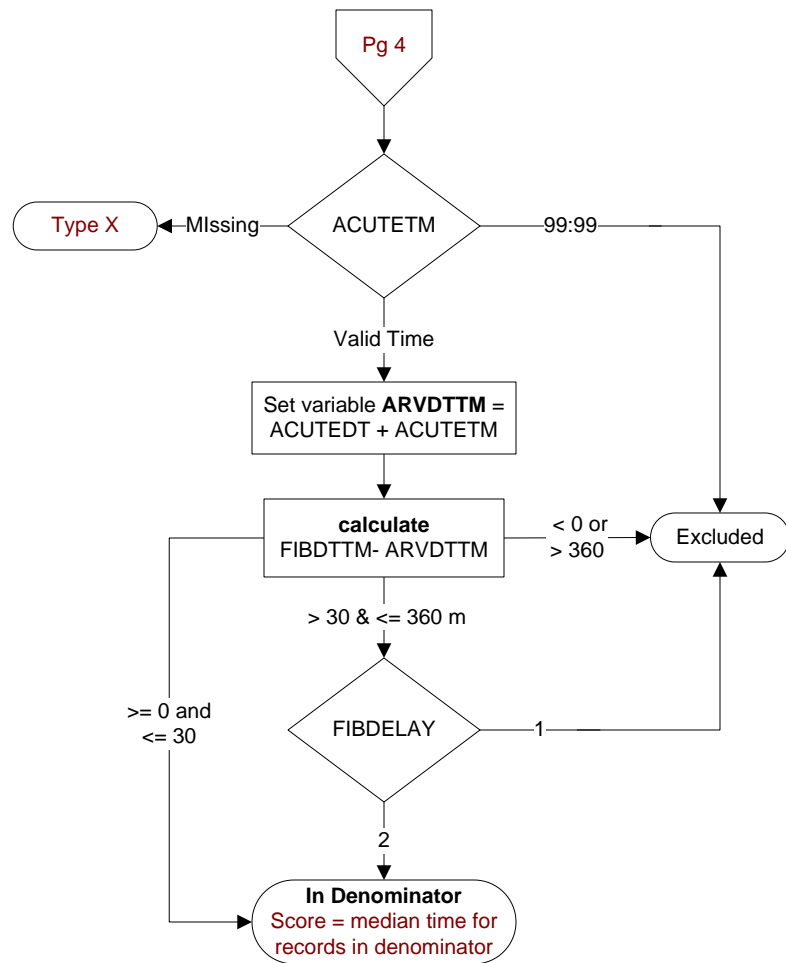 Pg 4
Type X
MIssing
ACUTETM
99:99
Valid Time
Set variable ARVDTTM =
ACUTEDT + ACUTETM
calculate
FIBDTTM- ARVDTTM
< 0 or
> 360
Excluded
> 30 & <= 360 m
>= 0 and
<= 30
FIBDELAY
1
2
In Denominator
Score = median time for
records in denominator